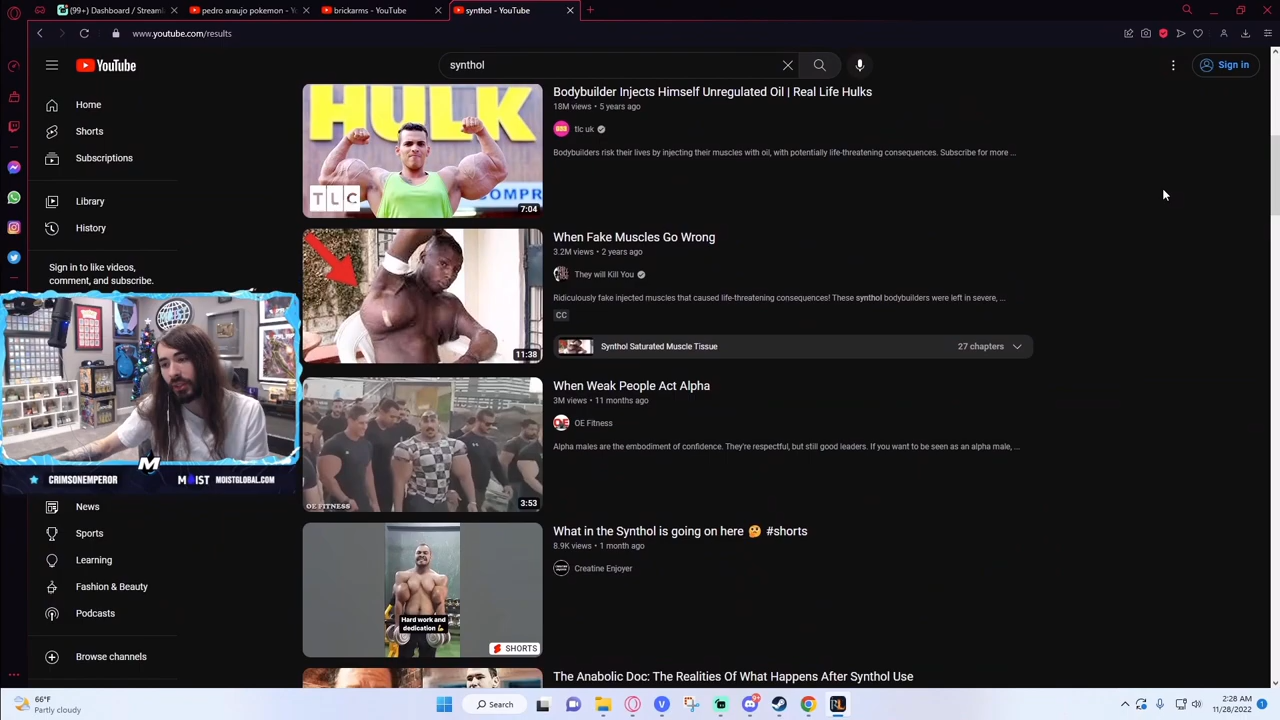 (99+) Dashboard / Streaml
pedro araujo pokemon - Yo
brickarms - YouTube
synthol - YouTube
www.youtube.com/results
YouTube
synthol
Sign in
Home
Shorts
Subscriptions
Library
History
Sign in to like videos,
comment, and subscribe.
HULK
TLC
COMPR
7:04
Bodybuilder Injects Himself Unregulated Oil | Real Life Hulks
18M views • 5 years ago
tlc uk
Bodybuilders risk their lives by injecting their muscles with oil, with potentially life-threatening consequences. Subscribe for more ...
11:38
When Fake Muscles Go Wrong
3.2M views • 2 years ago
They will Kill You
Ridiculously fake injected muscles that caused life-threatening consequences! These synthol bodybuilders were left in severe, ...
CC
Synthol Saturated Muscle Tissue
27 chapters
OE FITNESS
3:53
When Weak People Act Alpha
3M views • 11 months ago
OE Fitness
Alpha males are the embodiment of confidence. They're respectful, but still good leaders. If you want to be seen as an alpha male, ...
M
CRIMSONEMPEROR
MOIST MOISTGLOBAL.COM
News
Sports
Learning
Fashion & Beauty
Podcasts
Browse channels
Hard work and
dedication 💪
SHORTS
What in the Synthol is going on here 🤔 #shorts
8.9K views • 1 month ago
Creatine Enjoyer
The Anabolic Doc: The Realities Of What Happens After Synthol Use
66°F
Partly cloudy
Search
2:28 AM
11/28/2022